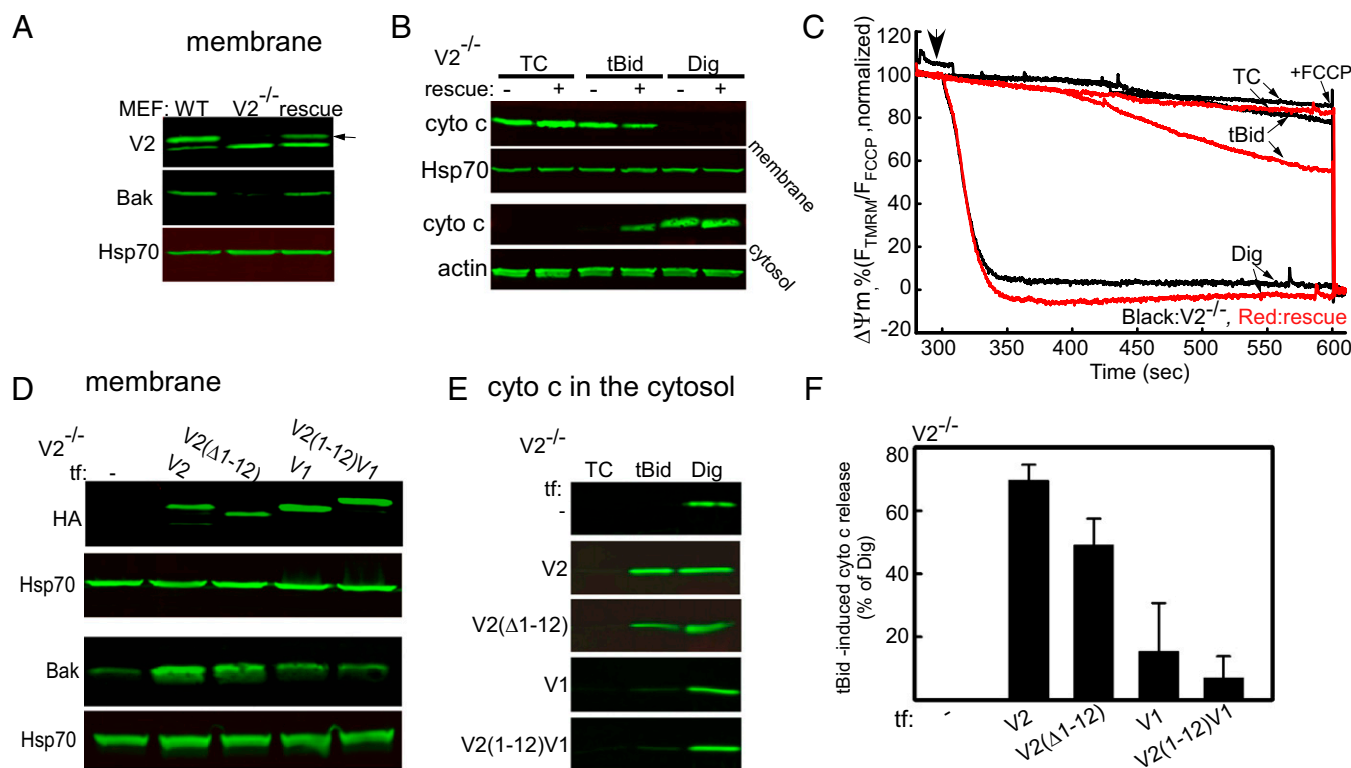 A
membrane
MEF: WT V2-/- rescue
V2
Bak
Hsp70
B
V2-/-
TC tBid Dig
rescue: - + - + - +
cyto c
Hsp70
membrane
cyto c
actin
cytosol
C
ΔΨm,%(FTMRM/FFCCP,normalized)
120
100
80
60
40
20
0
-20
TC
+FCCP
tBid
Dig
Black:V2-/-, Red:rescue
300 350 400 450 500 550 600
Time (sec)
D
membrane
V2-/-
tf: - V2 V2(Δ1-12) V1 V2(1-12)V1
HA
Hsp70
Bak
Hsp70
E
cyto c in the cytosol
V2-/-
TC tBid Dig
tf:
-
V2
V2(Δ1-12)
V1
V2(1-12)V1
F
V2-/-
tBid -induced cyto c release
(% of Dig)
80
60
40
20
tf: - V2 V2(Δ1-12) V1 V2(1-12)V1